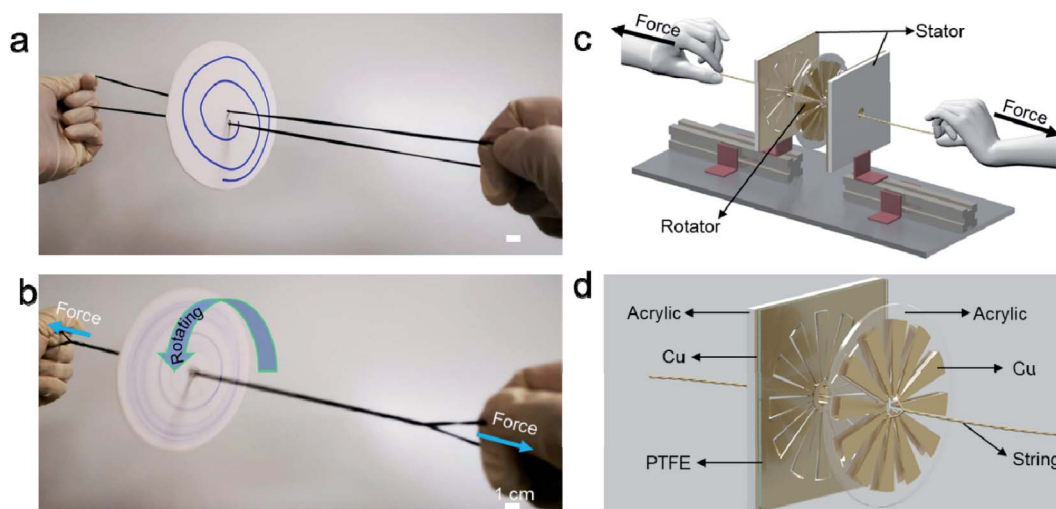 a
b
Force
Rotating
Force
1 cm
c
Force
Stator
Force
Rotator
d
Acrylic
Cu
PTFE
Acrylic
Cu
String